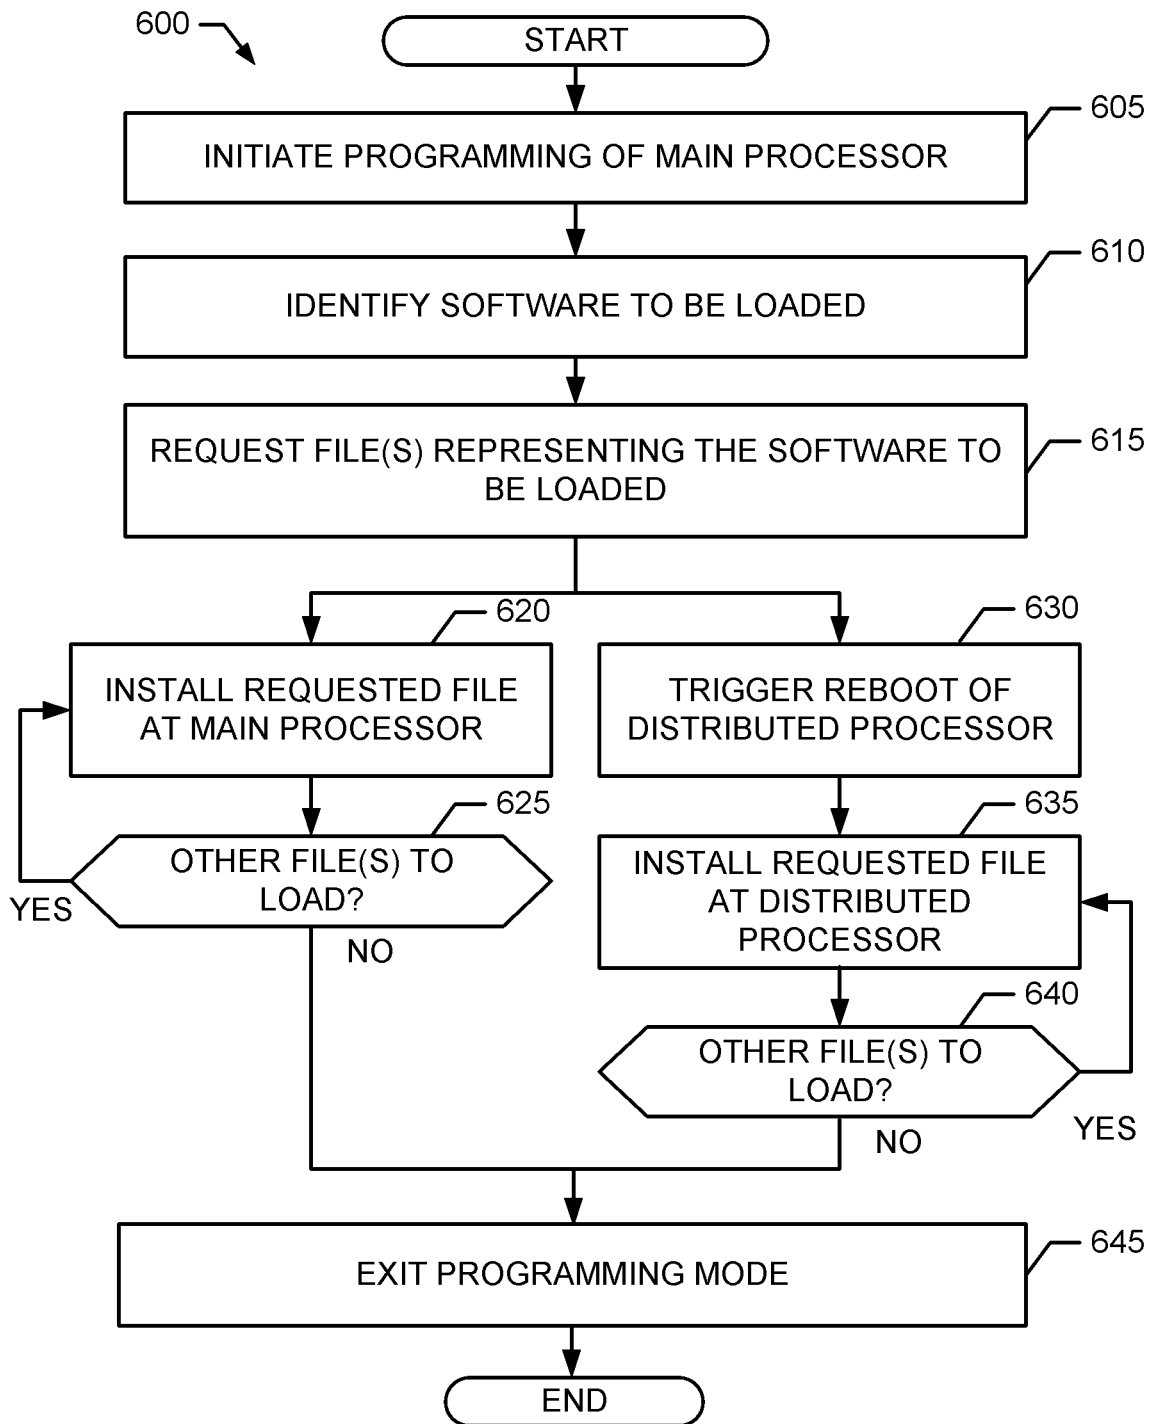 600
START
605
INITIATE PROGRAMMING OF MAIN PROCESSOR
610
IDENTIFY SOFTWARE TO BE LOADED
615
REQUEST FILE(S) REPRESENTING THE SOFTWARE TO
BE LOADED
620
INSTALL REQUESTED FILE
AT MAIN PROCESSOR
625
OTHER FILE(S) TO
LOAD?
YES
NO
630
TRIGGER REBOOT OF
DISTRIBUTED PROCESSOR
635
INSTALL REQUESTED FILE
AT DISTRIBUTED
PROCESSOR
640
OTHER FILE(S) TO
LOAD?
YES
NO
645
EXIT PROGRAMMING MODE
END